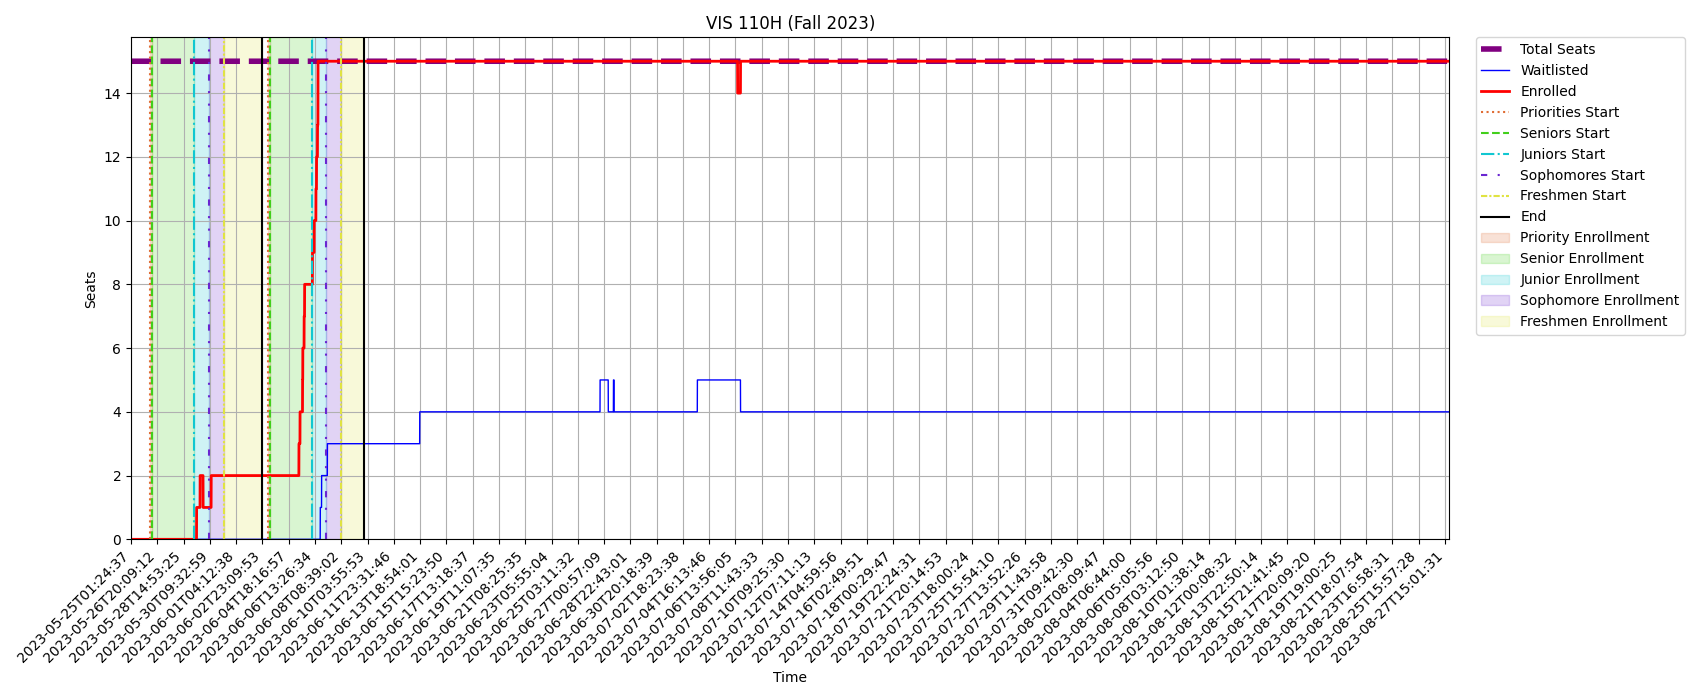 VIS 110H (Fall 2023)
Total Seats
Waitlisted
Enrolled
Priorities Start
Seniors Start
Juniors Start
Sophomores Start
Freshmen Start
End
Priority Enrollment
Senior Enrollment
Junior Enrollment
Sophomore Enrollment
Freshmen Enrollment
Seats
14
12
10
8
6
4
2
0
2023-05-25T01:24:37
2023-05-26T20:09:12
2023-05-28T14:53:25
2023-05-30T09:32:59
2023-06-01T04:12:38
2023-06-02T23:09:53
2023-06-04T18:16:57
2023-06-06T13:26:34
2023-06-08T08:39:02
2023-06-10T03:55:53
2023-06-11T23:31:46
2023-06-13T18:54:01
2023-06-15T15:23:50
2023-06-17T13:18:37
2023-06-19T11:07:35
2023-06-21T08:25:35
2023-06-23T05:55:04
2023-06-25T03:11:32
2023-06-27T00:57:09
2023-06-28T22:43:01
2023-06-30T20:18:39
2023-07-02T18:23:38
2023-07-04T16:13:46
2023-07-06T13:56:05
2023-07-08T11:43:33
2023-07-10T09:25:30
2023-07-12T07:11:13
2023-07-14T04:59:56
2023-07-16T02:49:51
2023-07-18T00:29:47
2023-07-19T22:24:31
2023-07-21T20:14:53
2023-07-23T18:00:24
2023-07-25T15:54:10
2023-07-27T13:52:26
2023-07-29T11:43:58
2023-07-31T09:42:30
2023-08-02T08:09:47
2023-08-04T06:44:00
2023-08-06T05:05:56
2023-08-08T03:12:50
2023-08-10T01:38:14
2023-08-12T00:08:32
2023-08-13T22:50:14
2023-08-15T21:41:45
2023-08-17T20:09:20
2023-08-19T19:00:25
2023-08-21T18:07:54
2023-08-23T16:58:31
2023-08-25T15:57:28
2023-08-27T15:01:31
Time